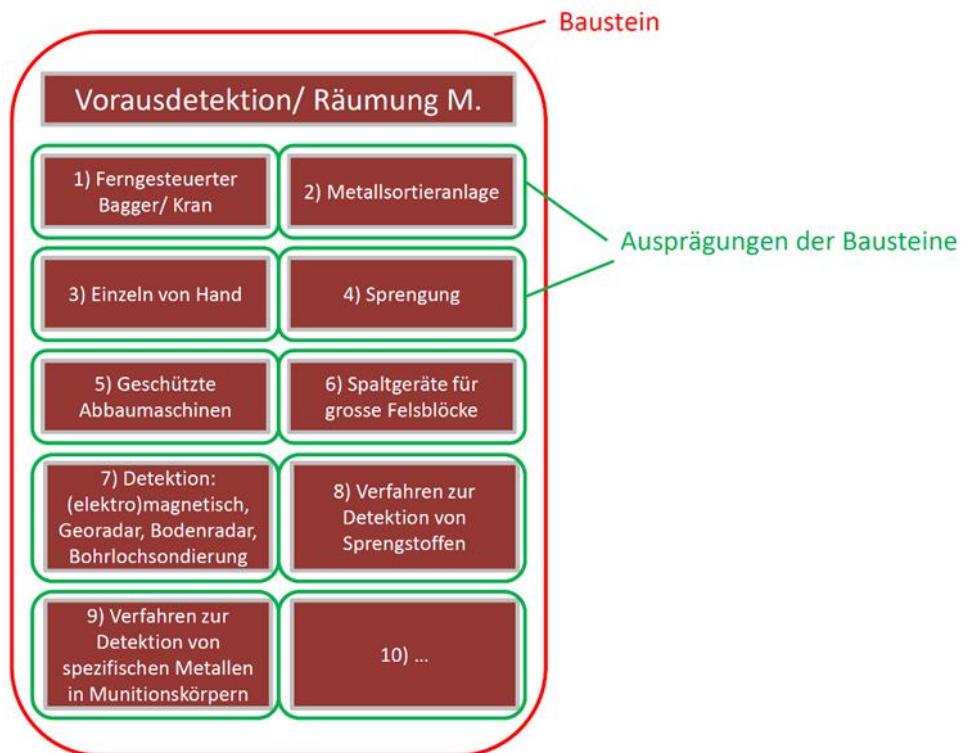 Baustein
Vorausdetektion/ Räumung M.
1) Ferngesteuerter
Bagger/ Kran
2) Metallsortieranlage
Ausprägungen der Bausteine
3) Einzeln von Hand
4) Sprengung
5) Geschützte
Abbaumaschinen
6) Spaltgeräte für
grosse Felsblöcke
7) Detektion:
(elektro)magnetisch,
Georadar, Bodenradar,
Bohrlochsondierung
8) Verfahren zur
Detektion von
Sprengstoffen
9) Verfahren zur
Detektion von
spezifischen Metallen
in Munitionskörpern
10) ...